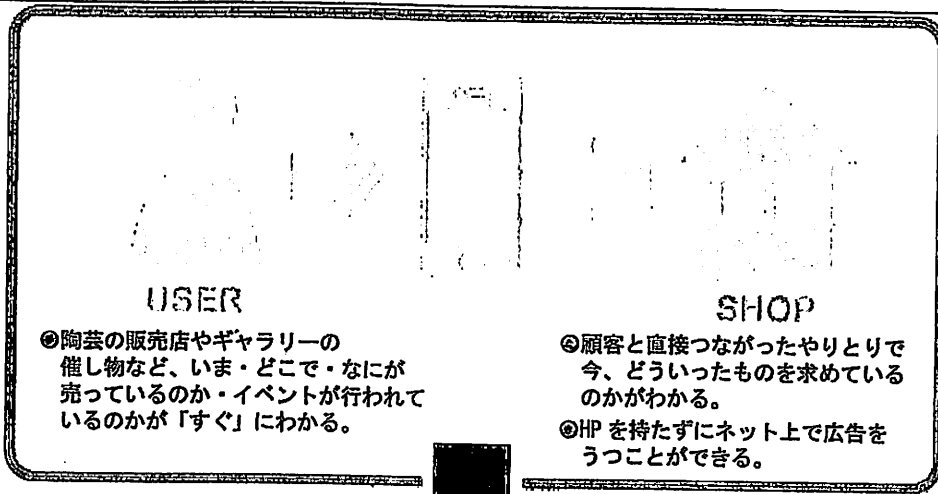 USER
◉陶芸の販売店やギャラリーの
催し物など、いま・どこで・なにが
売っているのか・イベントが行われて
いるのかが「すぐ」にわかる。
SHOP
◉顧客と直接つながったやりとりで
今、どういったものを求めている
のかがわかる。
◉HPを持たずにネット上で広告を
うつことができる。